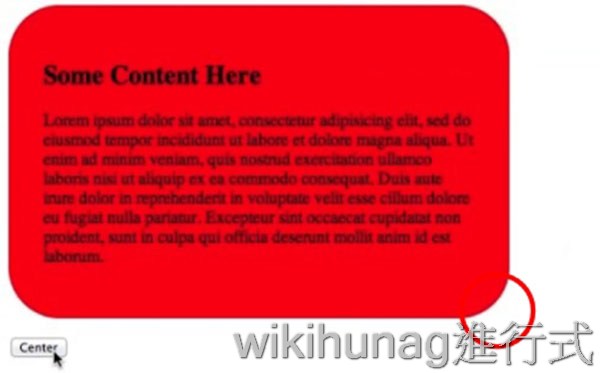 Some Content Here
Lorem ipsum dolor sit amet, consectetur adipisicing elit, sed do
eiusmod tempor incididunt ut labore et dolore magna aliqua. Ut
enim ad minim veniam, quis nostrud exercitation ullamco
laboris nisi ut aliquip ex ea commodo consequat. Duis aute
irure dolor in reprehenderit in voluptate velit esse cillum dolore
eu fugiat nulla pariatur. Excepteur sint occaecat cupidatat non
proident, sunt in culpa qui officia deserunt mollit anim id est
laborum.
Center
wikihunag進行式